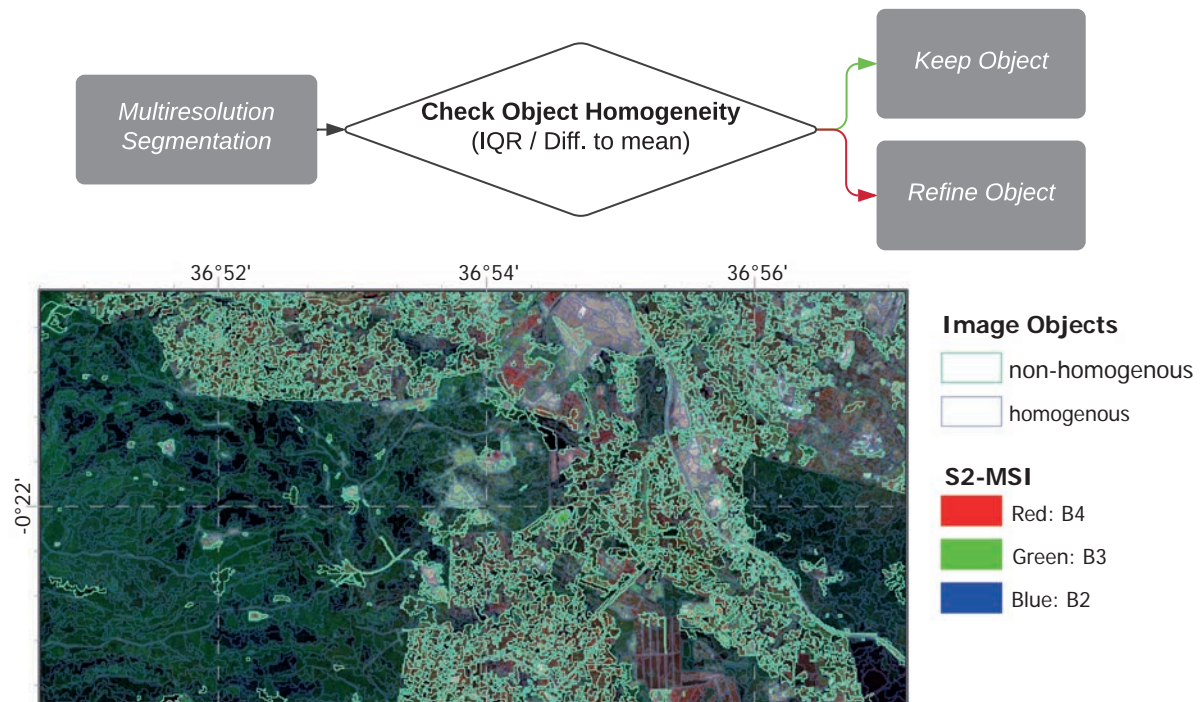 Multiresolution
Segmentation
Check Object Homogeneity
(IQR / Diff. to mean)
Keep Object
Refine Object
36°52'
36°54'
36°56'
-0°22'
Image Objects
non-homogenous
homogenous
S2-MSI
Red: B4
Green: B3
Blue: B2